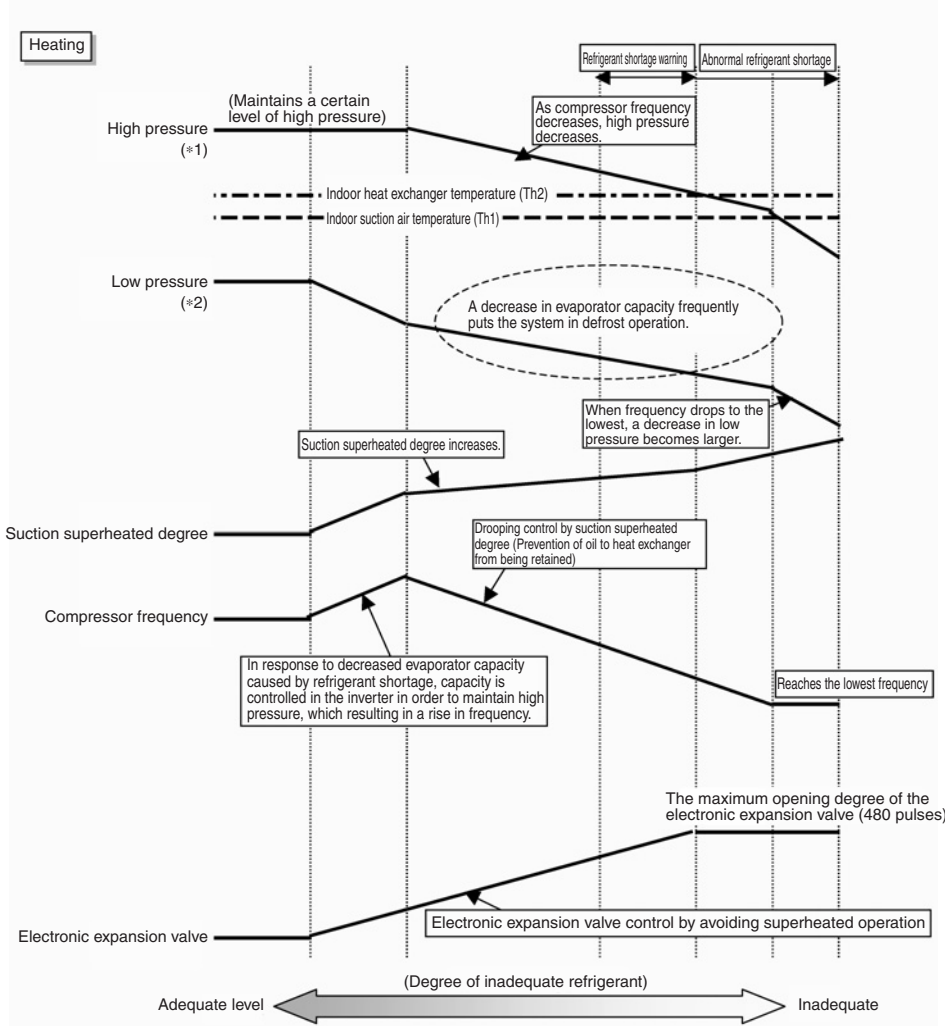 Heating
Refrigerant shortage warning
Abnormal refrigerant shortage
(Maintains a certain
level of high pressure)
High pressure
(*1)
As compressor frequency
decreases, high pressure
decreases.
Indoor heat exchanger temperature (Th2)
Indoor suction air temperature (Th1)
Low pressure
(*2)
A decrease in evaporator capacity frequently
puts the system in defrost operation.
When frequency drops to the
lowest, a decrease in low
pressure becomes larger.
Suction superheated degree increases.
Suction superheated degree
Drooping control by suction superheated
degree (Prevention of oil to heat exchanger
from being retained)
Compressor frequency
In response to decreased evaporator capacity
caused by refrigerant shortage, capacity is
controlled in the inverter in order to maintain high
pressure, which resulting in a rise in frequency.
Reaches the lowest frequency
The maximum opening degree of the
electronic expansion valve (480 pulses)
Electronic expansion valve control by avoiding superheated operation
Electronic expansion valve
(Degree of inadequate refrigerant)
Adequate level
Inadequate